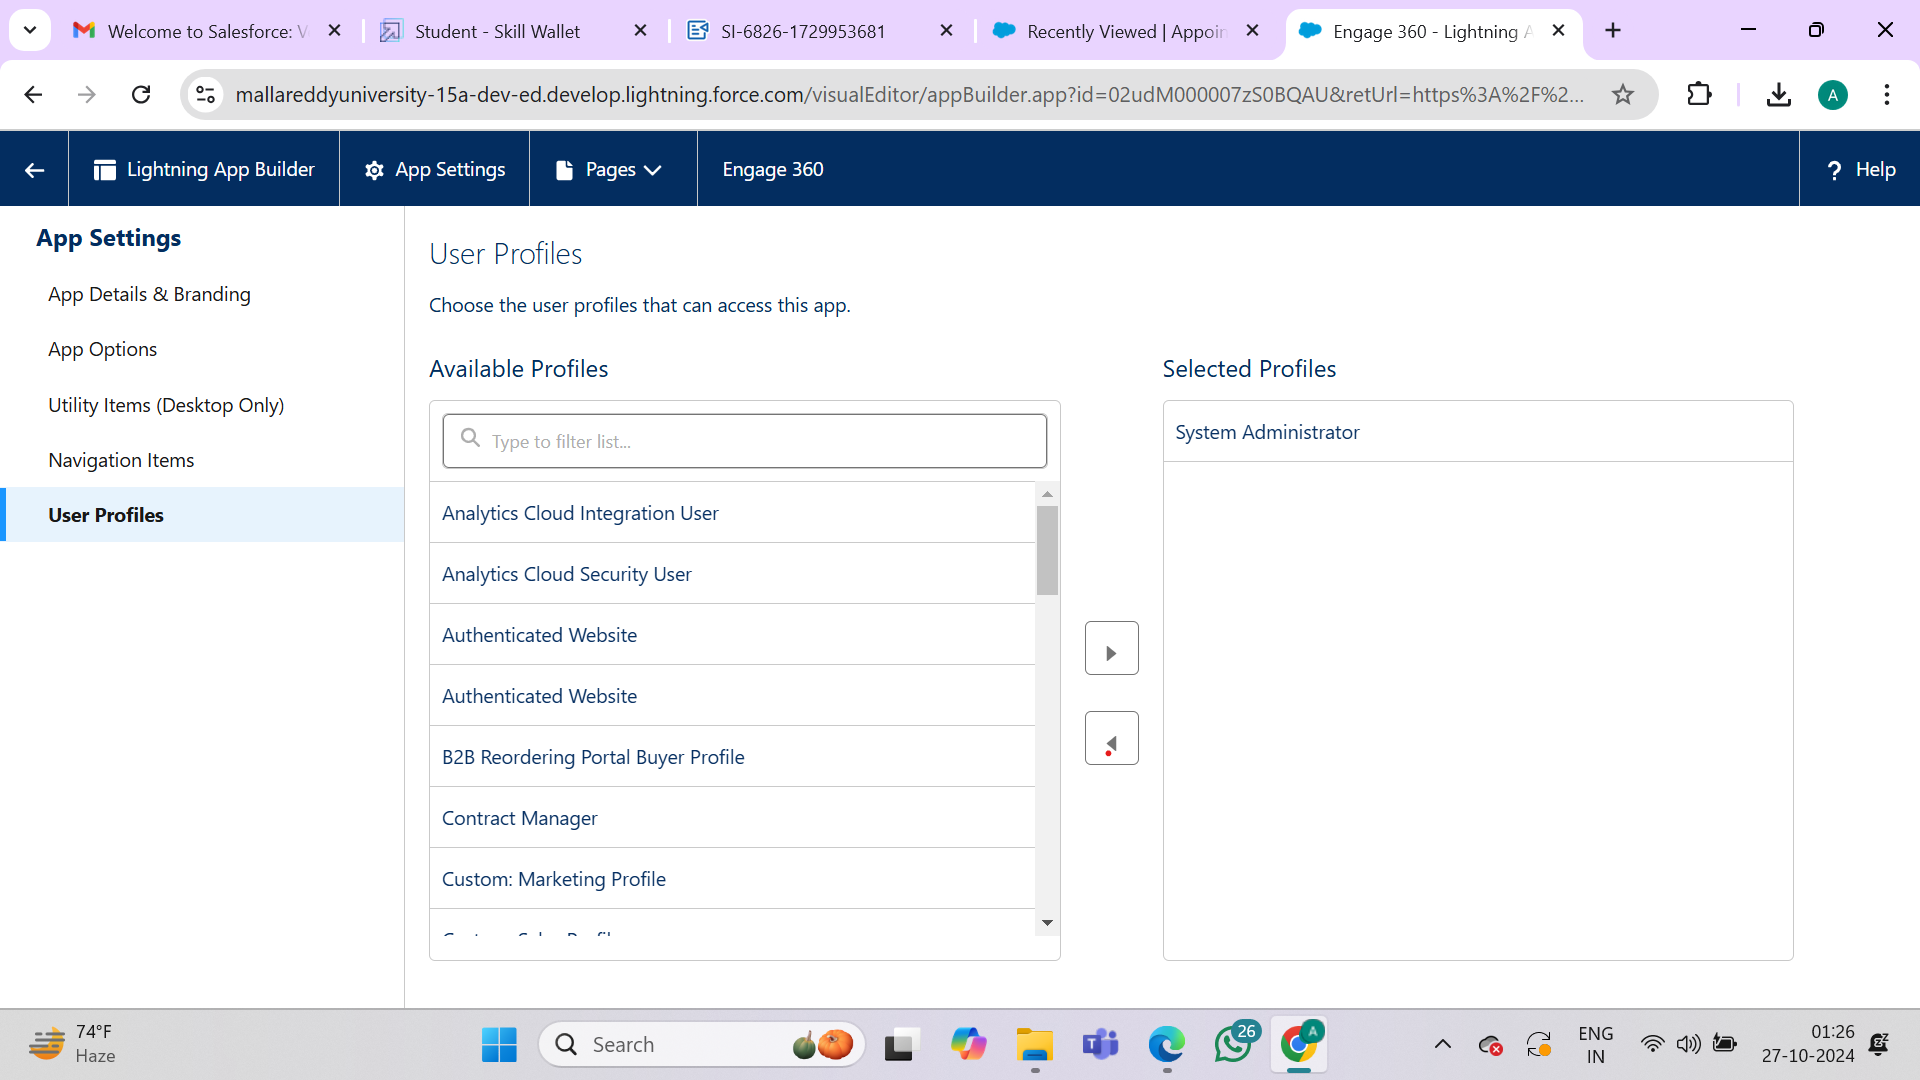 Welcome to Salesforce: V
Student - Skill Wallet
SI-6826-1729953681
Recently Viewed | Appoin
Engage 360 - Lightning A
mallareddyuniversity-15a-dev-ed.develop.lightning.force.com/visualEditor/appBuilder.app?id=02udM000007zS0BQAU&retUrl=https%3A%2F%2...
A
Lightning App Builder
App Settings
Pages
Engage 360
? Help
App Settings
App Details & Branding
App Options
Utility Items (Desktop Only)
Navigation Items
User Profiles
User Profiles
Choose the user profiles that can access this app.
Available Profiles
Type to filter list...
Analytics Cloud Integration User
Analytics Cloud Security User
Authenticated Website
Authenticated Website
B2B Reordering Portal Buyer Profile
Contract Manager
Custom: Marketing Profile
Selected Profiles
System Administrator
74°F
Haze
Search
26
A
ENG
IN
01:26
27-10-2024